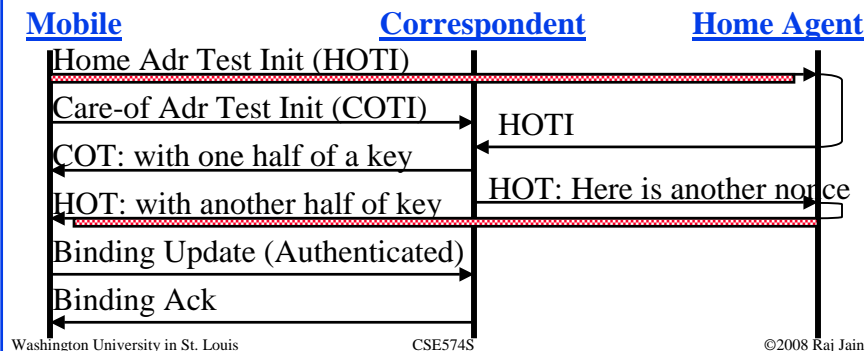 Mobile Correspondent Home Agent
Home Adr Test Init (HOTI)
Care-of Adr Test Init (COTI)
HOTI
COT: with one half of a key
HOT: Here is another nonce
HOT: with another half of key
Binding Update (Authenticated)
Binding Ack
Washington University in St. Louis CSE574S ©2008 Raj Jain